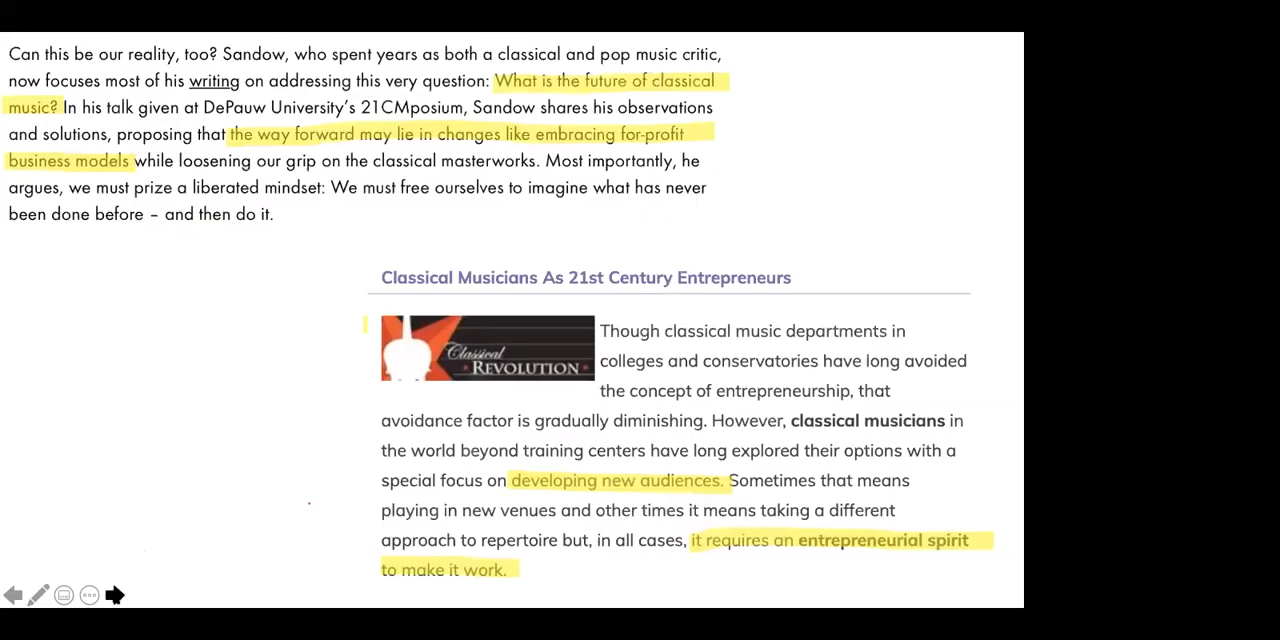 Can this be our reality, too? Sandow, who spent years as both a classical and pop music critic,
now focuses most of his writing on addressing this very question: What is the future of classical
music? In his talk given at DePauw University's 21CMposium, Sandow shares his observations
and solutions, proposing that the way forward may lie in changes like embracing for-profit
business models while loosening our grip on the classical masterworks. Most importantly, he
argues, we must prize a liberated mindset: We must free ourselves to imagine what has never
been done before – and then do it.
Classical Musicians As 21st Century Entrepreneurs
Classical
REVOLUTION
Though classical music departments in
colleges and conservatories have long avoided
the concept of entrepreneurship, that
avoidance factor is gradually diminishing. However, classical musicians in
the world beyond training centers have long explored their options with a
special focus on developing new audiences. Sometimes that means
playing in new venues and other times it means taking a different
approach to repertoire but, in all cases, it requires an entrepreneurial spirit
to make it work.